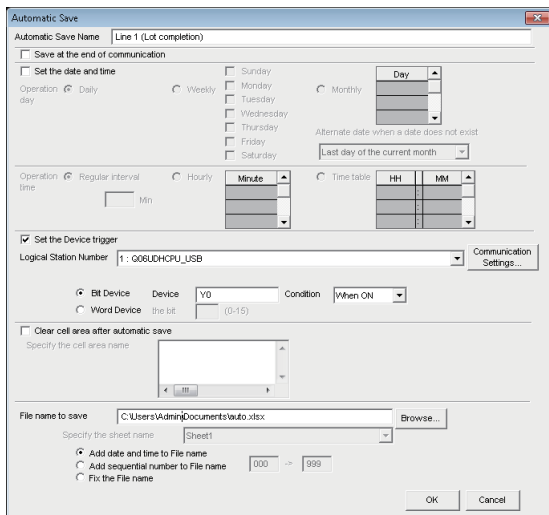 Automatic Save
Automatic Save Name Line 1 (Lot completion)
Save at the end of communication
Set the date and time
Operation day Daily Weekly Sunday Monday Tuesday Wednesday Thursday Friday Saturday Monthly Day
Alternate date when a date does not exist
Last day of the current month
Operation time Regular interval Min Hourly Minute Time table HH : MM
Set the Device trigger
Logical Station Number 1 : Q06UDHCPU_USB Communication Settings...
Bit Device Device Y0 Condition When ON
Word Device the bit (0-15)
Clear cell area after automatic save
Specify the cell area name
File name to save C:\Users\Admin\Documents\auto.xlsx Browse...
Specify the sheet name Sheet1
Add date and time to File name
Add sequential number to File name 000 -> 999
Fix the File name
OK Cancel